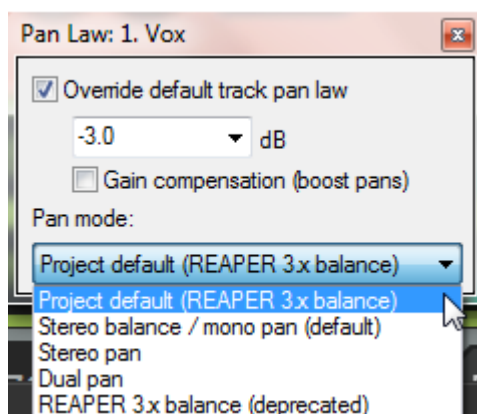 Pan Law: 1. Vox
Override default track pan law
-3.0 dB
Gain compensation (boost pans)
Pan mode:
Project default (REAPER 3.x balance)
Project default (REAPER 3.x balance)
Stereo balance / mono pan (default)
Stereo pan
Dual pan
REAPER 3.x balance (deprecated)